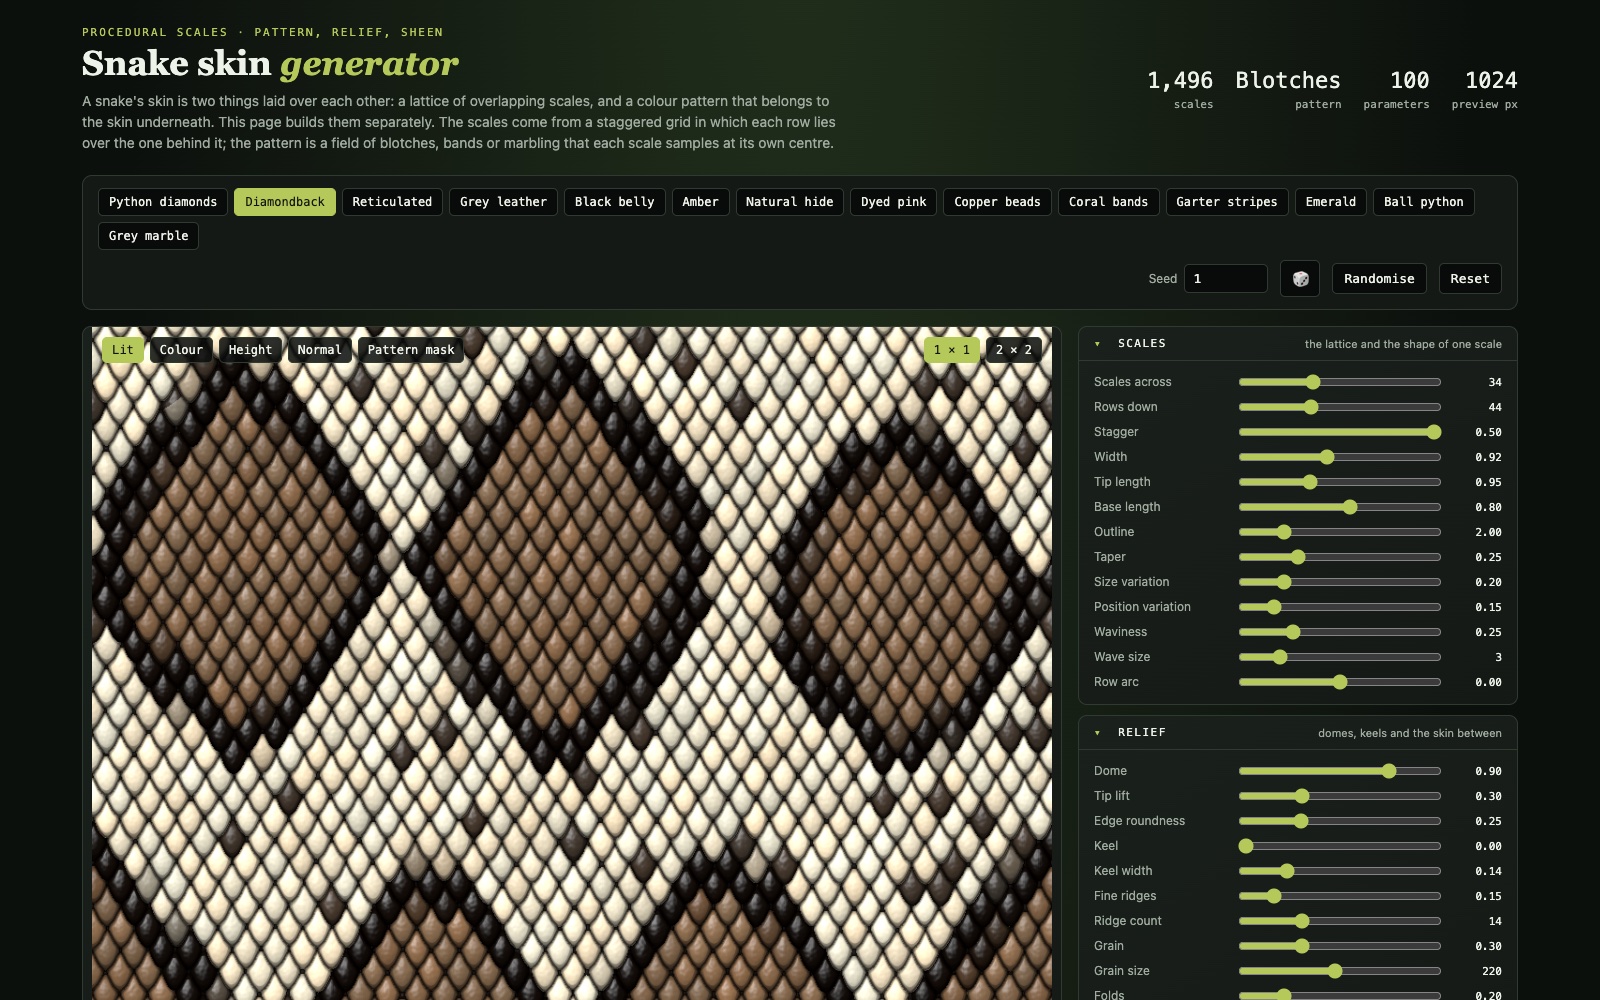 PROCEDURAL SCALES · PATTERN, RELIEF, SHEEN
Snake skin generator
A snake's skin is two things laid over each other: a lattice of overlapping scales, and a colour pattern that belongs to
the skin underneath. This page builds them separately. The scales come from a staggered grid in which each row lies
over the one behind it; the pattern is a field of blotches, bands or marbling that each scale samples at its own centre.
1,496 Blotches 100 1024
scales pattern parameters preview px
Python diamonds Diamondback Reticulated Grey leather Black belly Amber Natural hide Dyed pink Copper beads Coral bands Garter stripes Emerald Ball python
Grey marble
Seed 1 Randomise Reset
Lit Colour Height Normal Pattern mask 1 × 1 2 × 2
SCALES the lattice and the shape of one scale
Scales across 34
Rows down 44
Stagger 0.50
Width 0.92
Tip length 0.95
Base length 0.80
Outline 2.00
Taper 0.25
Size variation 0.20
Position variation 0.15
Waviness 0.25
Wave size 3
Row arc 0.00
RELIEF domes, keels and the skin between
Dome 0.90
Tip lift 0.30
Edge roundness 0.25
Keel 0.00
Keel width 0.14
Fine ridges 0.15
Ridge count 14
Grain 0.30
Grain size 220
Folds 0.20